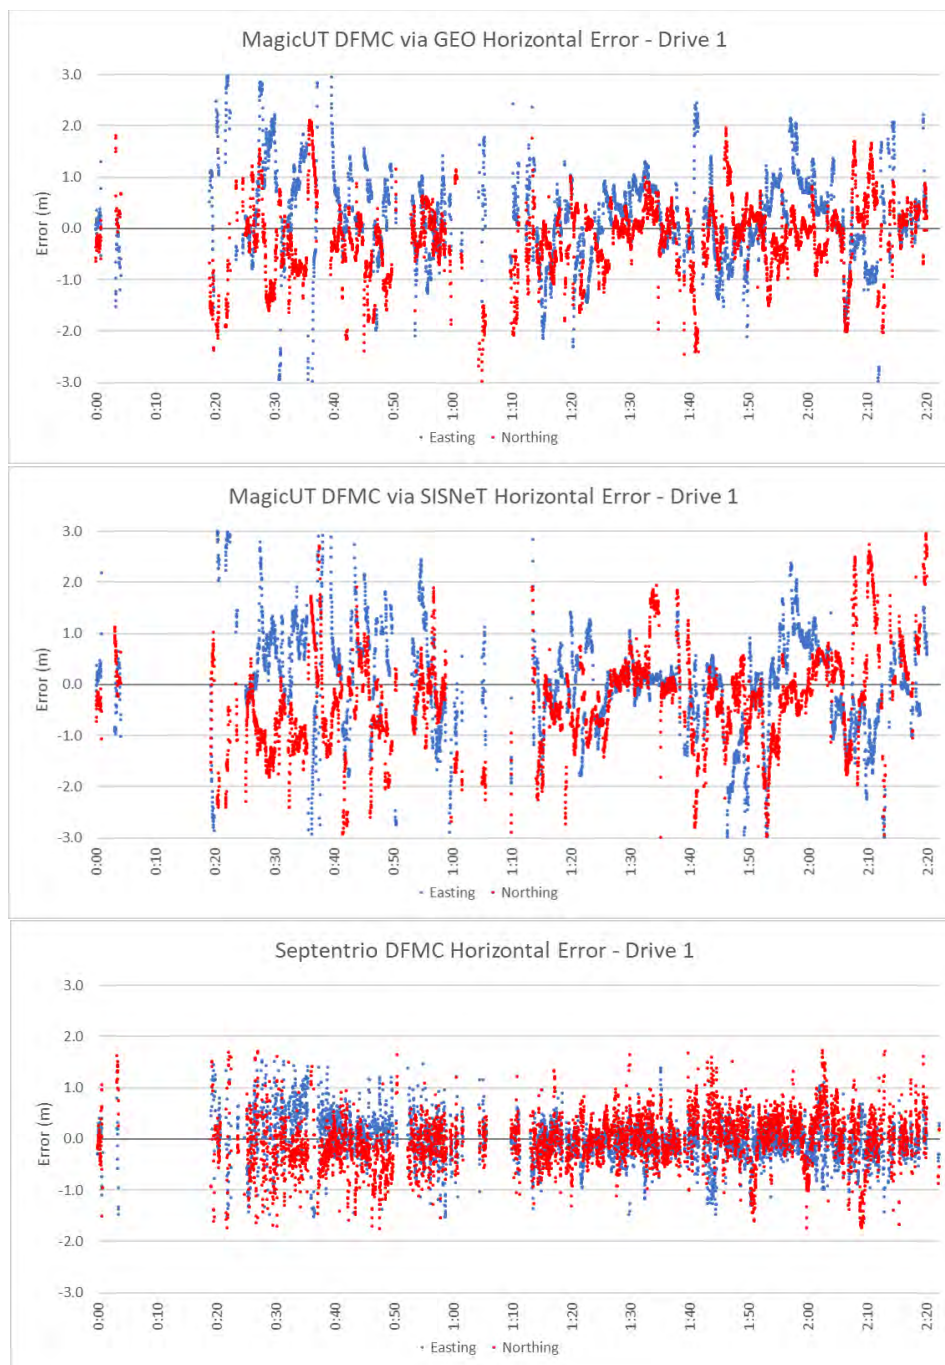 MagicUT DFMC via GEO Horizontal Error - Drive 1
3.0
2.0
1.0
0.0
-1.0
-2.0
-3.0
Error (m)
0:00 0:10 0:20 0:30 0:40 0:50 1:00 1:10 1:20 1:30 1:40 1:50 2:00 2:10 2:20
Easting Northing
MagicUT DFMC via SISNeT Horizontal Error - Drive 1
3.0
2.0
1.0
0.0
-1.0
-2.0
-3.0
Error (m)
0:00 0:10 0:20 0:30 0:40 0:50 1:00 1:10 1:20 1:30 1:40 1:50 2:00 2:10 2:20
Easting Northing
Septentrio DFMC Horizontal Error - Drive 1
3.0
2.0
1.0
0.0
-1.0
-2.0
-3.0
Error (m)
0:00 0:10 0:20 0:30 0:40 0:50 1:00 1:10 1:20 1:30 1:40 1:50 2:00 2:10 2:20
Easting Northing